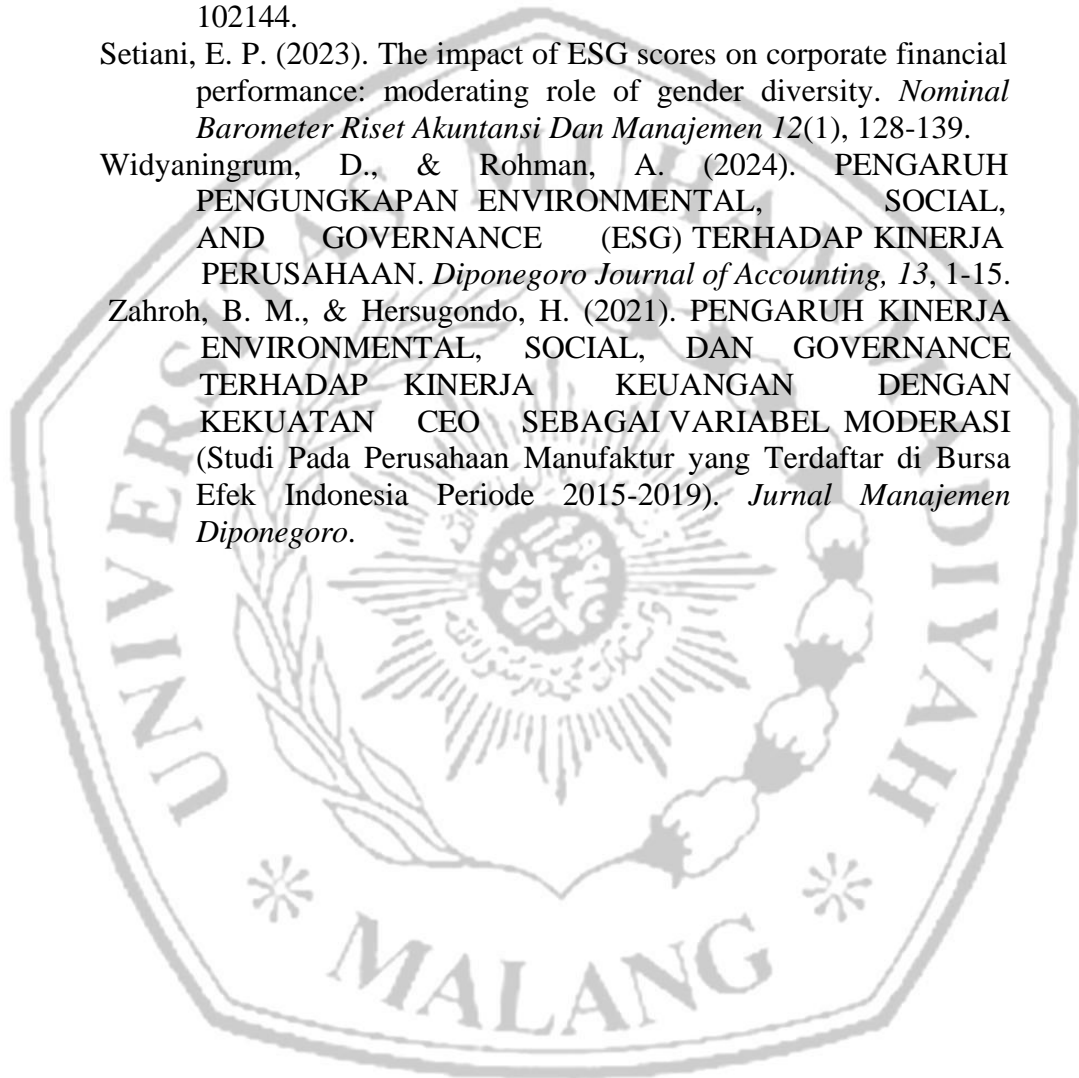 102144.
Setiani, E. P. (2023). The impact of ESG scores on corporate financial
performance: moderating role of gender diversity. Nominal
Barometer Riset Akuntansi Dan Manajemen 12(1), 128-139.
Widyaningrum, D., & Rohman, A. (2024). PENGARUH
PENGUNGKAPAN ENVIRONMENTAL, SOCIAL,
AND GOVERNANCE (ESG) TERHADAP KINERJA
PERUSAHAAN. Diponegoro Journal of Accounting, 13, 1-15.
Zahroh, B. M., & Hersugondo, H. (2021). PENGARUH KINERJA
ENVIRONMENTAL, SOCIAL, DAN GOVERNANCE
TERHADAP KINERJA KEUANGAN DENGAN
KEKUATAN CEO SEBAGAI VARIABEL MODERASI
(Studi Pada Perusahaan Manufaktur yang Terdaftar di Bursa
Efek Indonesia Periode 2015-2019). Jurnal Manajemen
Diponegoro.
UNIVERSITAS MUHAMMADIYAH
MALANG